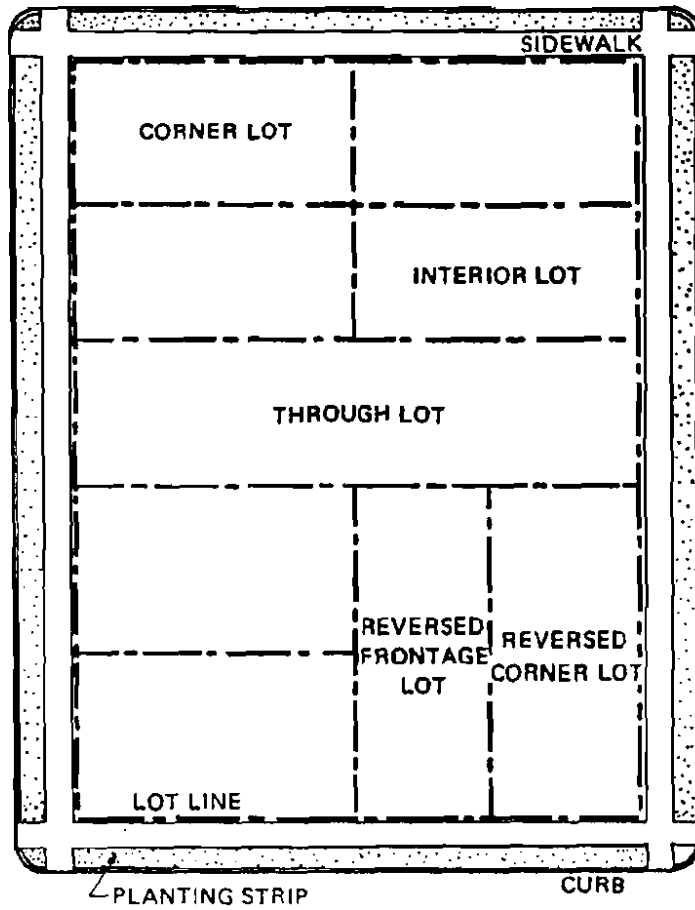 SIDEWALK
CORNER LOT
INTERIOR LOT
THROUGH LOT
REVERSED
FRONTAGE
LOT
REVERSED
CORNER LOT
LOT LINE
PLANTING STRIP
CURB